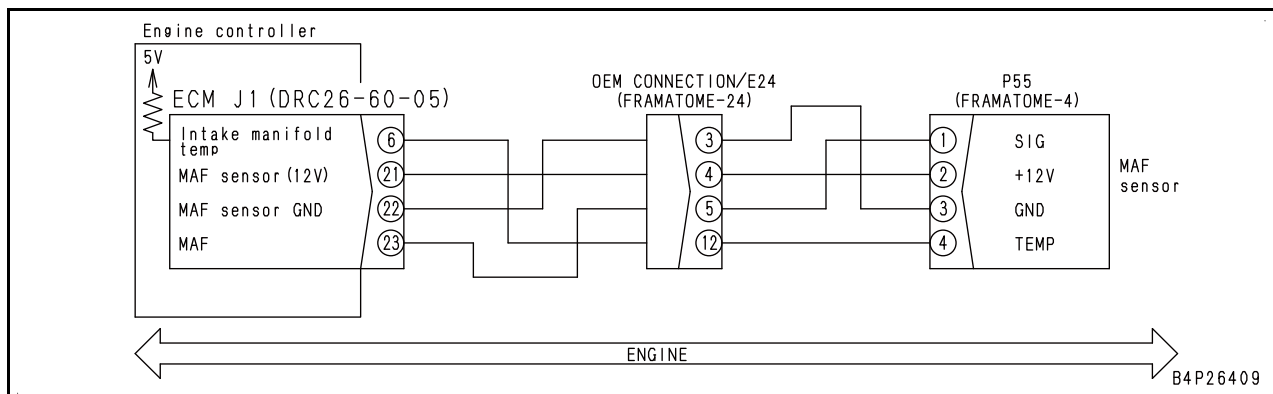 Engine controller
5V
ECM J1(DRC26-60-05)
Intake manifold
temp
6
MAF sensor(12V)
21
MAF sensor GND
22
MAF
23
OEM CONNECTION/E24
(FRAMATOME-24)
3
4
5
12
P55
(FRAMATOME-4)
1
SIG
2
+12V
3
GND
4
TEMP
MAF
sensor
ENGINE
B4P26409